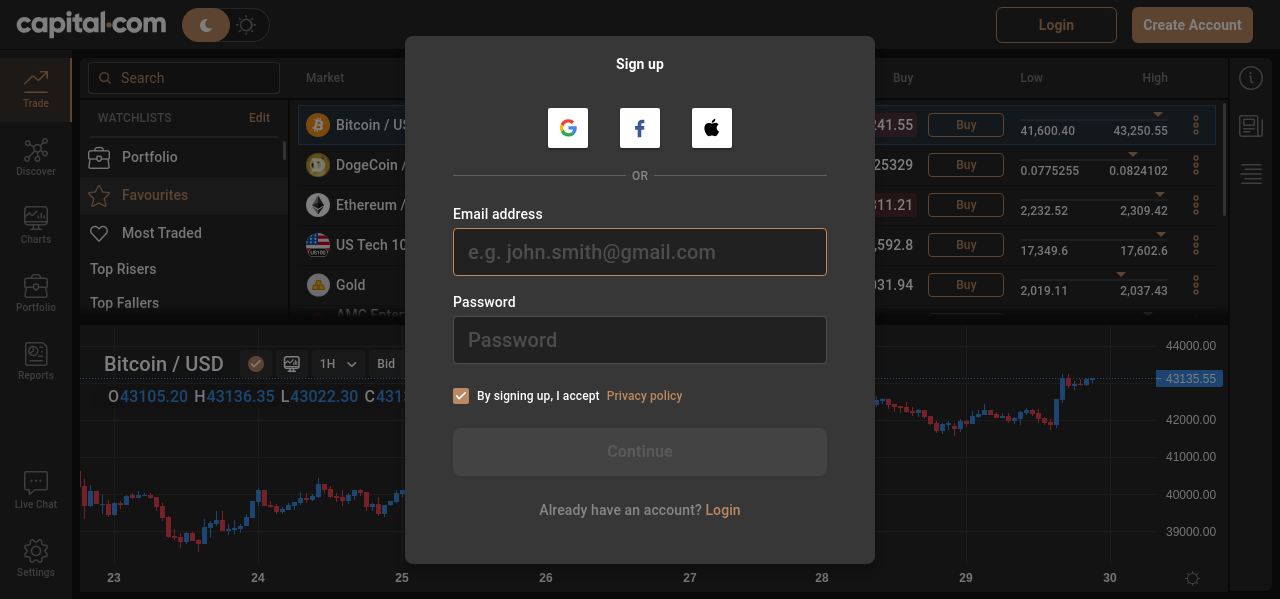 capital.com
Login
Create Account
Trade
Discover
Charts
Portfolio
Reports
Live Chat
Settings
Search
WATCHLISTS Edit
Portfolio
Favourites
Most Traded
Top Risers
Top Fallers
Market Buy Low High
Bitcoin / US 241.55 Buy 41,600.40 43,250.55
DogeCoin / 25329 Buy 0.0775255 0.0824102
Ethereum / 311.21 Buy 2,232.52 2,309.42
US Tech 10 ,592.8 Buy 17,349.6 17,602.6
Gold 031.94 Buy 2,019.11 2,037.43
Sign up
OR
Email address
e.g. john.smith@gmail.com
Password
Password
By signing up, I accept Privacy policy
Continue
Already have an account? Login
Bitcoin / USD 1H Bid
O43105.20 H43136.35 L43022.30 C4313
44000.00
43135.55
42000.00
41000.00
40000.00
39000.00
23 24 25 26 27 28 29 30